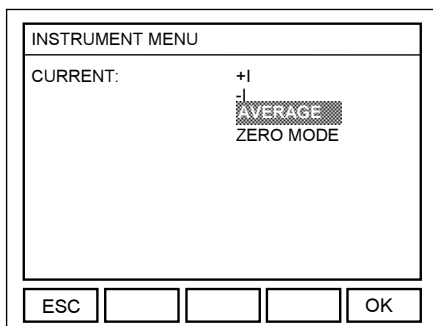 INSTRUMENT MENU
CURRENT: +I
-I
AVERAGE
ZERO MODE
ESC OK